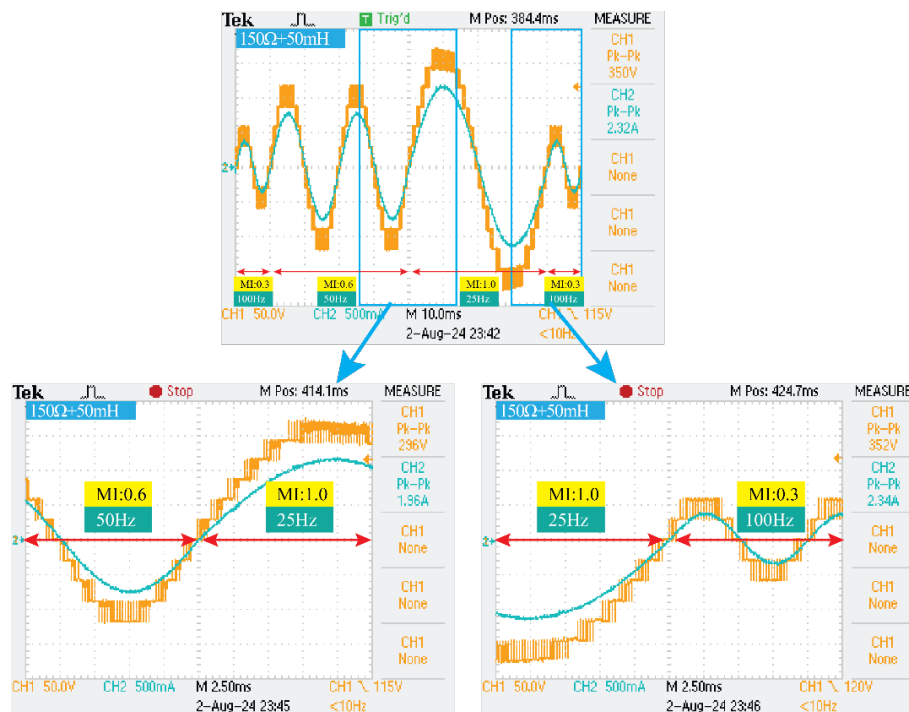 Tek T Trig'd M Pos: 384.4ms MEASURE
150Ω+50mH
CH1
Pk-Pk
350V
CH2
Pk-Pk
2.32A
CH1
None
CH1
None
CH1
None
2
MI:0.3 MI:0.6 MI:1.0 MI:0.3
100Hz 50Hz 25Hz 100Hz
CH1 50.0V CH2 500mA M 10.0ms CH1 \ 115V
2-Aug-24 23:42 <10Hz
Tek Stop M Pos: 414.1ms MEASURE
150Ω+50mH
CH1
Pk-Pk
296V
CH2
Pk-Pk
1.96A
CH1
None
CH1
None
CH1
None
MI:0.6 MI:1.0
50Hz 25Hz
2
CH1 50.0V CH2 500mA M 2.50ms CH1 \ 115V
2-Aug-24 23:45 <10Hz
Tek Stop M Pos: 424.7ms MEASURE
150Ω+50mH
CH1
Pk-Pk
352V
CH2
Pk-Pk
2.34A
CH1
None
CH1
None
CH1
None
MI:1.0 MI:0.3
25Hz 100Hz
2
CH1 50.0V CH2 500mA M 2.50ms CH1 \ 120V
2-Aug-24 23:46 <10Hz